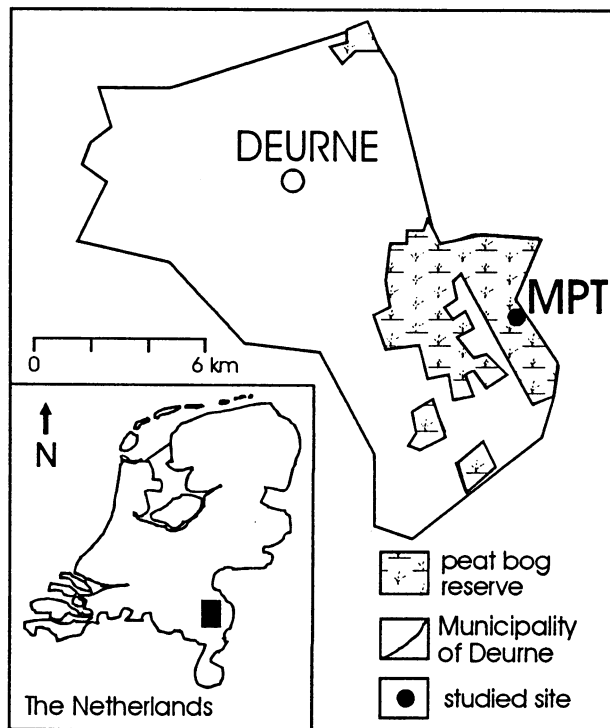 DEURNE
MPT
0 6 km
N
The Netherlands
peat bog
reserve
Municipality
of Deurne
studied site